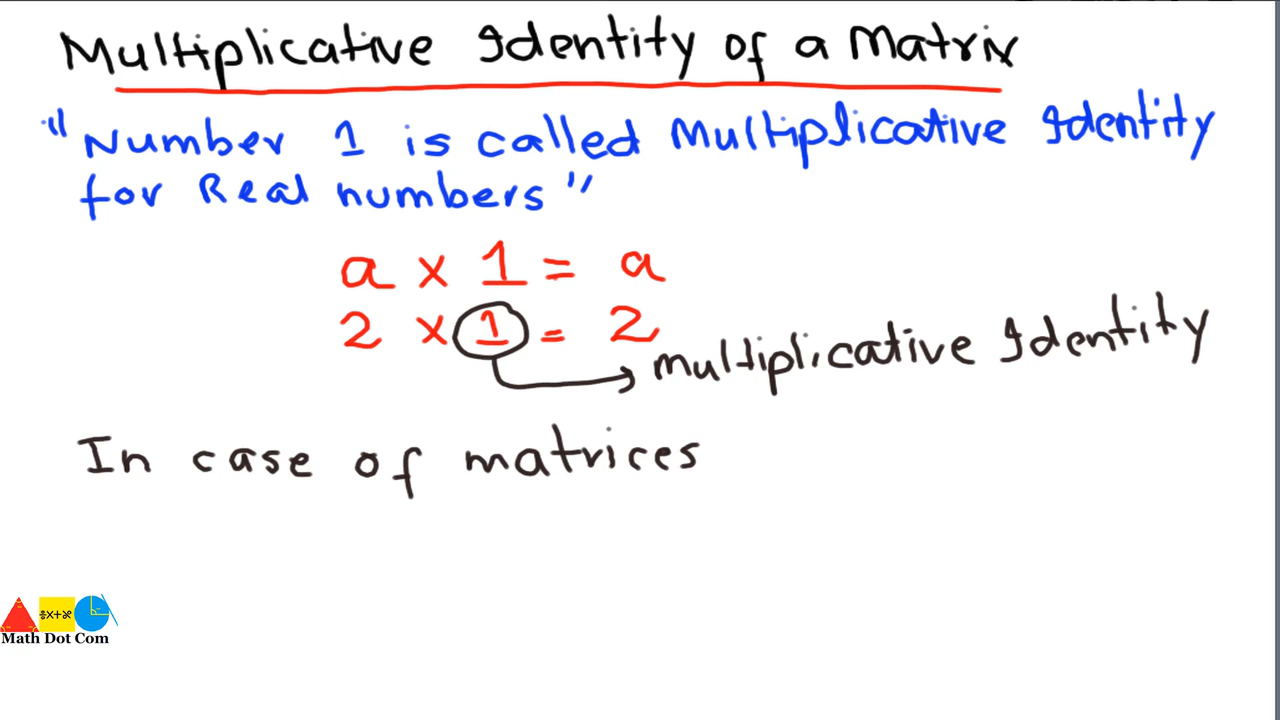 Multiplicative Identity of a Matrix
"Number 1 is called Multiplicative Identity
for Real numbers"
a × 1 = a
2 × 1 = 2
multiplicative Identity
In case of matrices
Math Dot Com